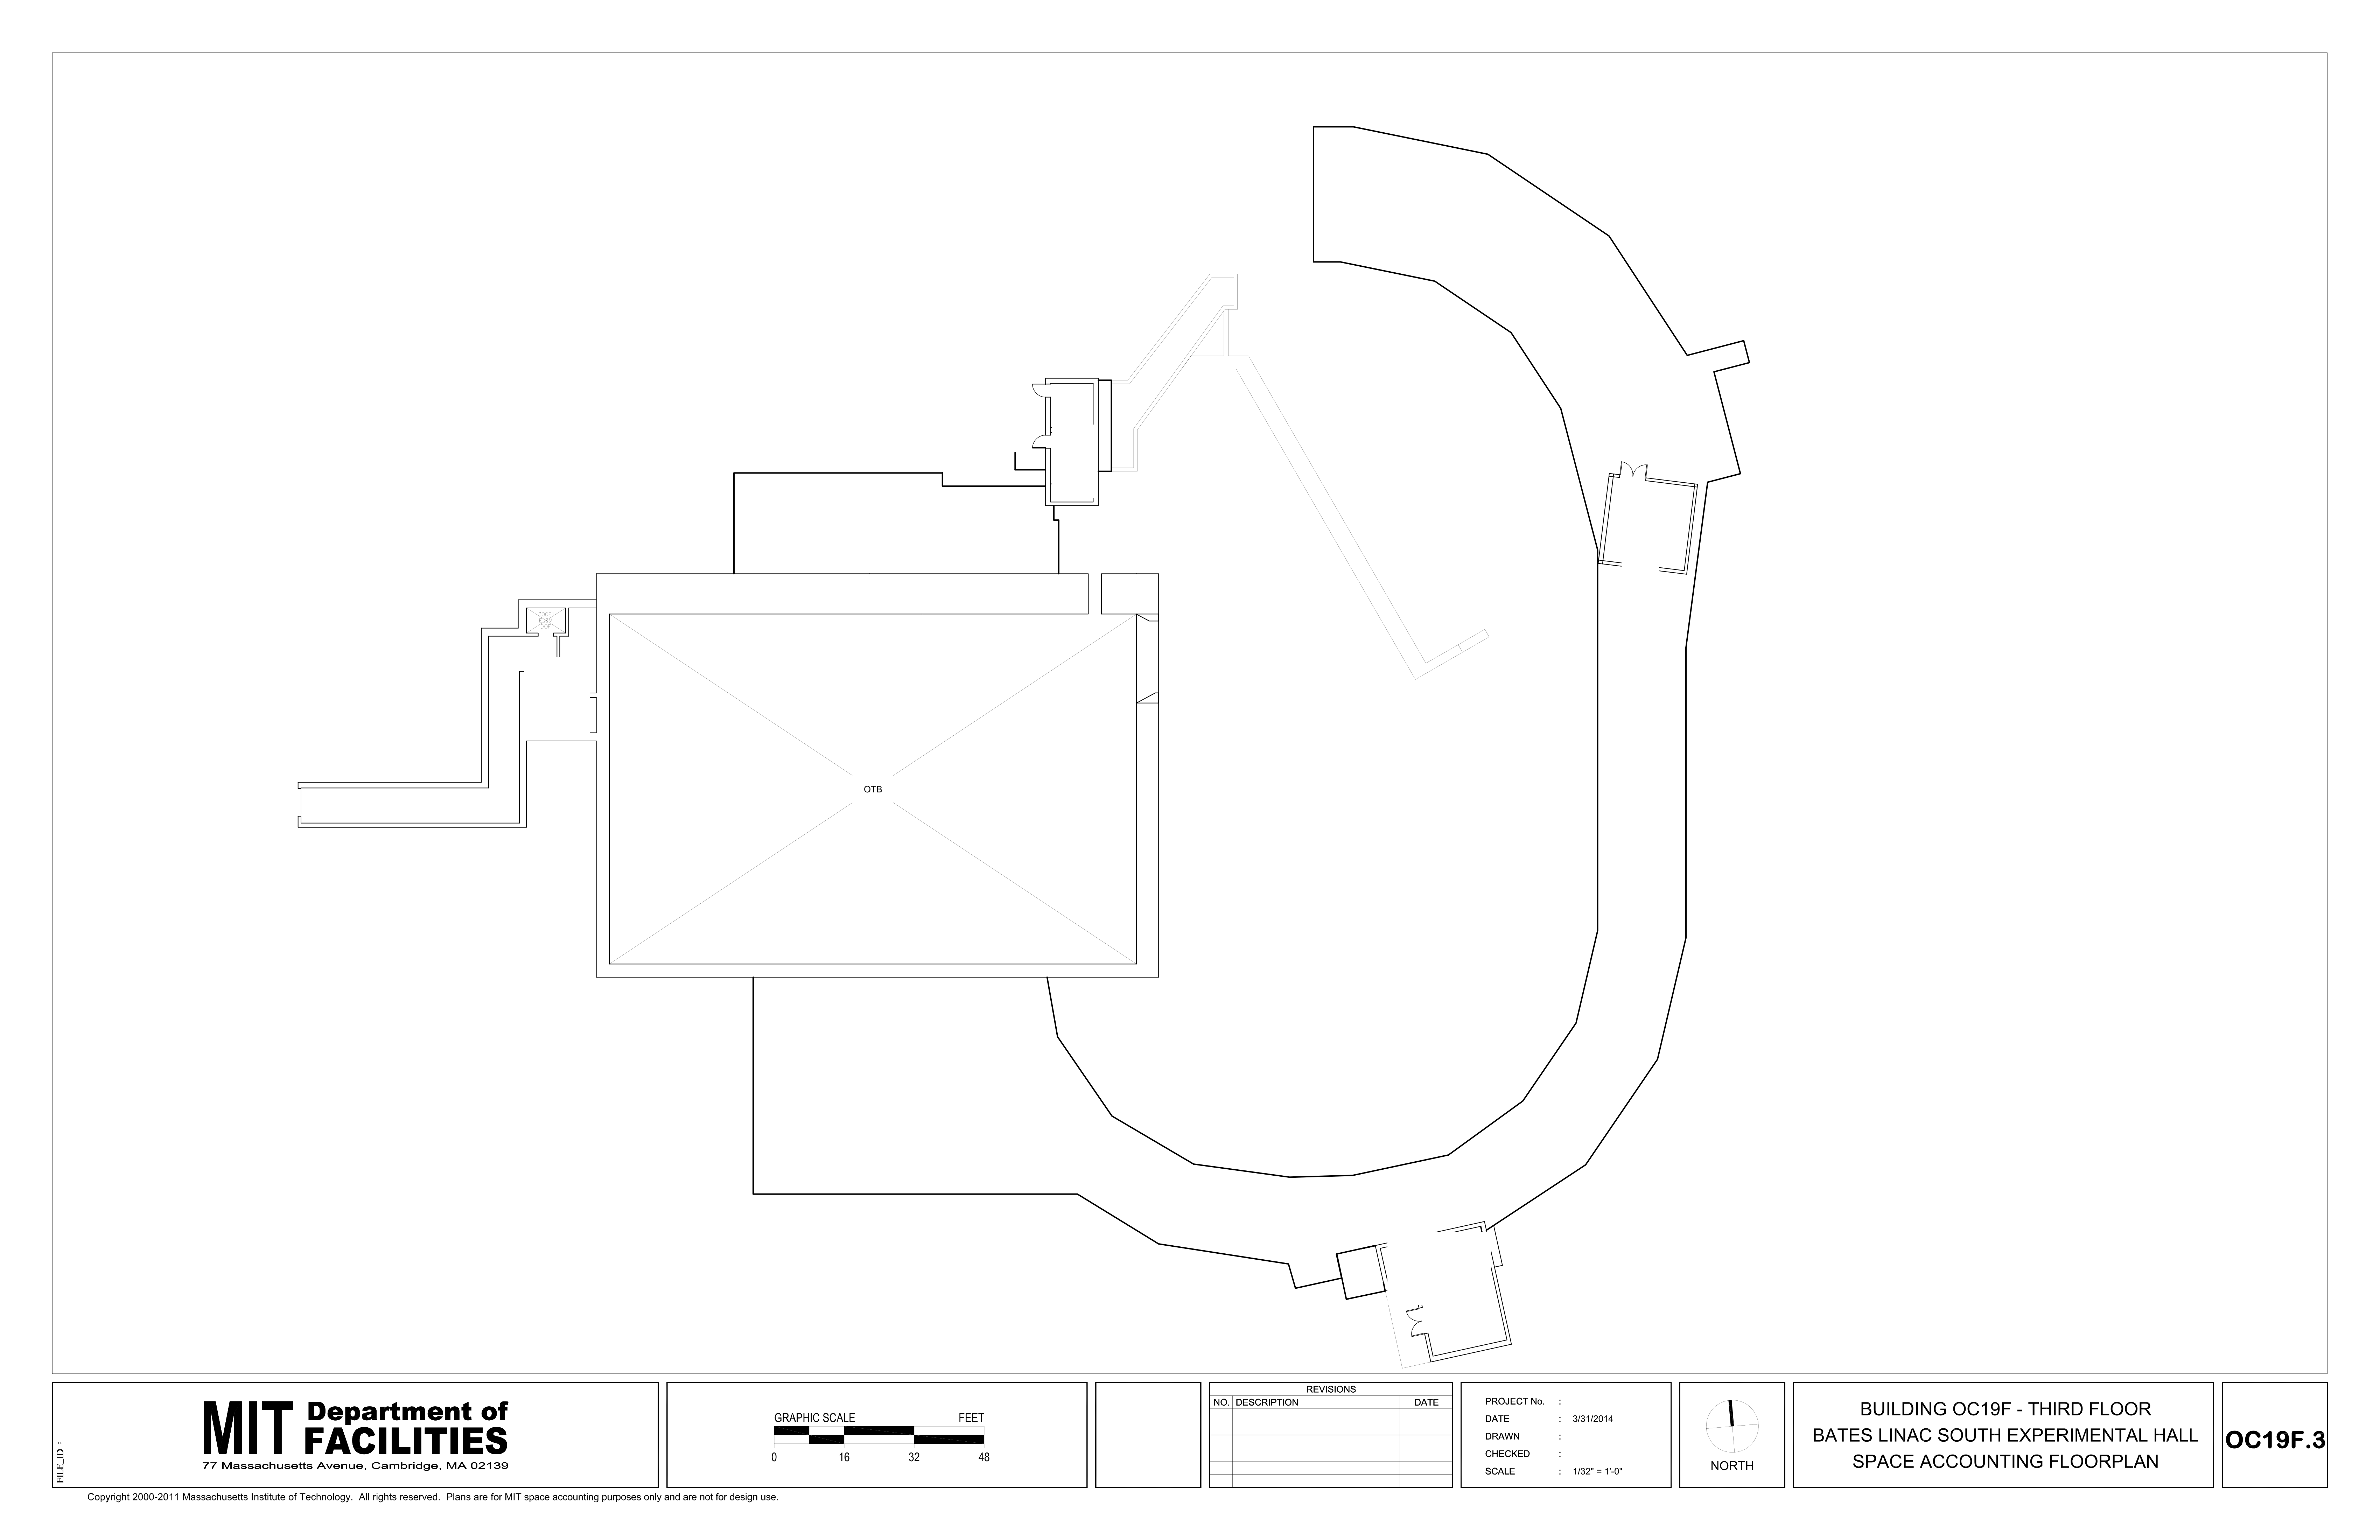 OTB
MIT Department of
FACILITIES
77 Massachusetts Avenue, Cambridge, MA 02139
FILE_ID :
GRAPHIC SCALE FEET
0 16 32 48
REVISIONS
NO. DESCRIPTION DATE
PROJECT No. :
DATE : 3/31/2014
DRAWN :
CHECKED :
SCALE : 1/32" = 1'-0"
NORTH
BUILDING OC19F - THIRD FLOOR
BATES LINAC SOUTH EXPERIMENTAL HALL
SPACE ACCOUNTING FLOORPLAN
OC19F.3
Copyright 2000-2011 Massachusetts Institute of Technology. All rights reserved. Plans are for MIT space accounting purposes only and are not for design use.